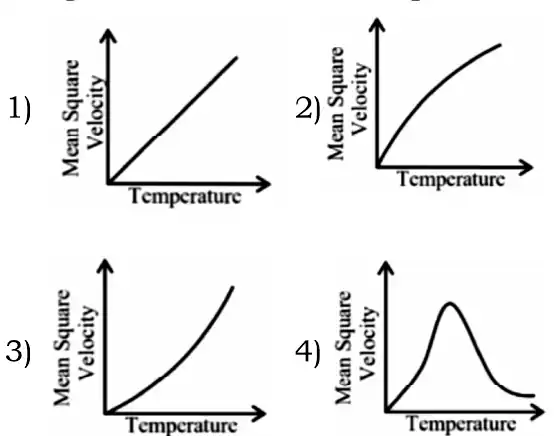 1)
Mean Square
Velocity
Temperature
2)
Mean Square
Velocity
Temperature
3)
Mean Square
Velocity
Temperature
4)
Mean Square
Velocity
Temperature